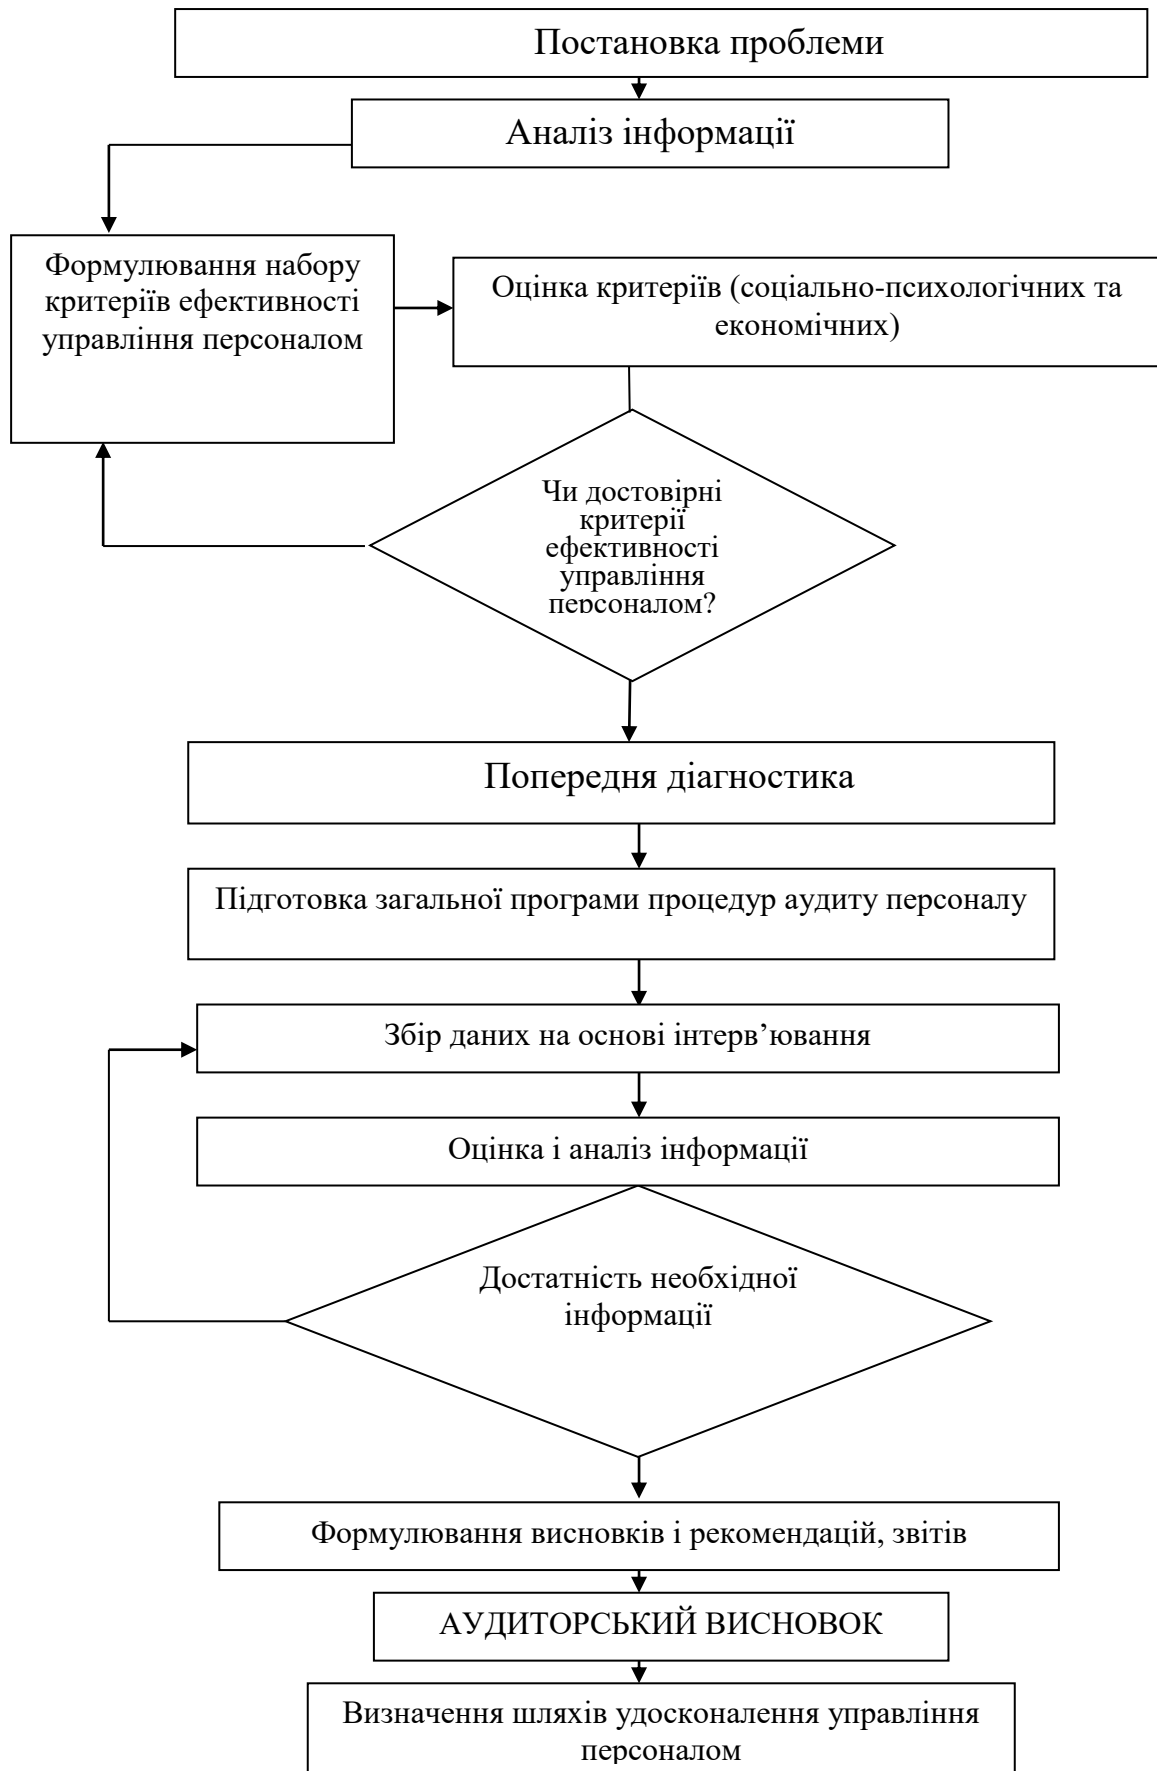 Постановка проблеми
Аналіз інформації
Формулювання набору
критеріїв ефективності
управління персоналом
Оцінка критеріїв (соціально-психологічних та
економічних)
Чи достовірні
критерії
ефективності
управління
персоналом?
Попередня діагностика
Підготовка загальної програми процедур аудиту персоналу
Збір даних на основі інтерв’ювання
Оцінка і аналіз інформації
Достатність необхідної
інформації
Формулювання висновків і рекомендацій, звітів
АУДИТОРСЬКИЙ ВИСНОВОК
Визначення шляхів удосконалення управління
персоналом